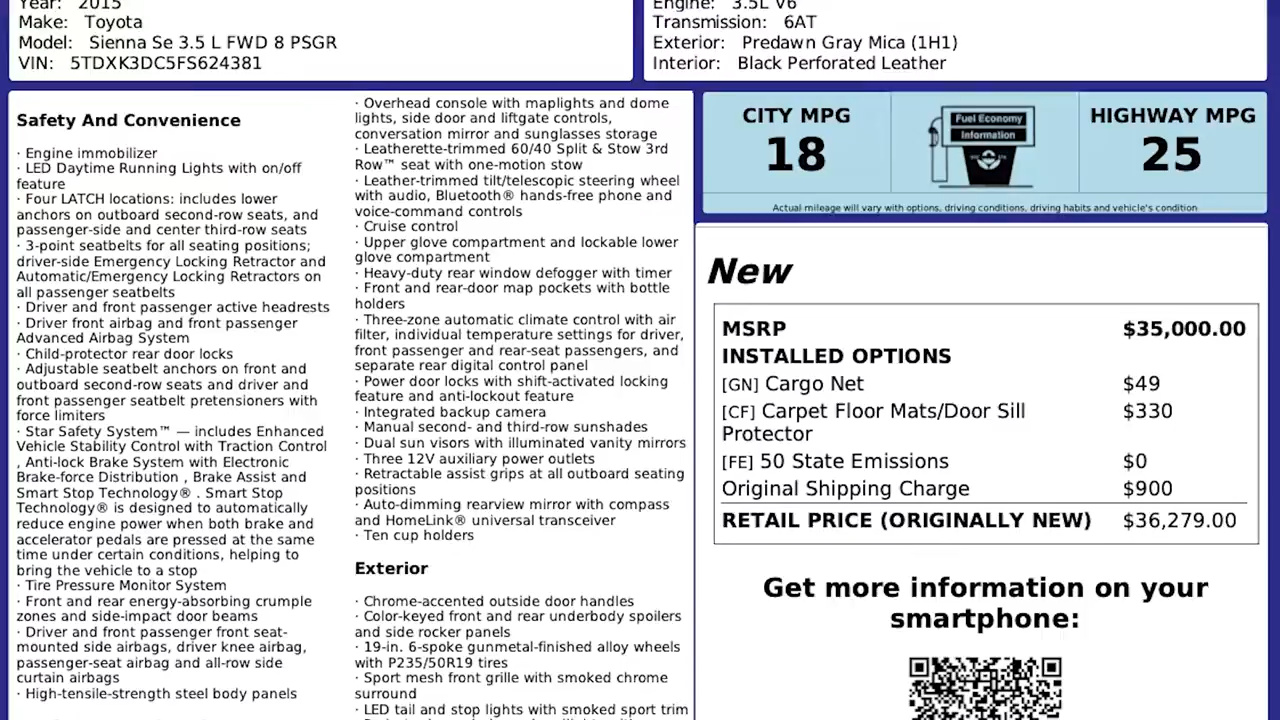 Year: 2015
Make: Toyota
Model: Sienna Se 3.5 L FWD 8 PSGR
VIN: 5TDXK3DC5FS624381
Engine: 3.5L V6
Transmission: 6AT
Exterior: Predawn Gray Mica (1H1)
Interior: Black Perforated Leather
Safety And Convenience
· Engine immobilizer
· LED Daytime Running Lights with on/off
feature
· Four LATCH locations: includes lower
anchors on outboard second-row seats, and
passenger-side and center third-row seats
· 3-point seatbelts for all seating positions;
driver-side Emergency Locking Retractor and
Automatic/Emergency Locking Retractors on
all passenger seatbelts
· Driver and front passenger active headrests
· Driver front airbag and front passenger
Advanced Airbag System
· Child-protector rear door locks
· Adjustable seatbelt anchors on front and
outboard second-row seats and driver and
front passenger seatbelt pretensioners with
force limiters
· Star Safety System™ — includes Enhanced
Vehicle Stability Control with Traction Control
, Anti-lock Brake System with Electronic
Brake-force Distribution , Brake Assist and
Smart Stop Technology® . Smart Stop
Technology® is designed to automatically
reduce engine power when both brake and
accelerator pedals are pressed at the same
time under certain conditions, helping to
bring the vehicle to a stop
· Tire Pressure Monitor System
· Front and rear energy-absorbing crumple
zones and side-impact door beams
· Driver and front passenger front seat-
mounted side airbags, driver knee airbag,
passenger-seat airbag and all-row side
curtain airbags
· High-tensile-strength steel body panels
· Overhead console with maplights and dome
lights, side door and liftgate controls,
conversation mirror and sunglasses storage
· Leatherette-trimmed 60/40 Split & Stow 3rd
Row™ seat with one-motion stow
· Leather-trimmed tilt/telescopic steering wheel
with audio, Bluetooth® hands-free phone and
voice-command controls
· Cruise control
· Upper glove compartment and lockable lower
glove compartment
· Heavy-duty rear window defogger with timer
· Front and rear-door map pockets with bottle
holders
· Three-zone automatic climate control with air
filter, individual temperature settings for driver,
front passenger and rear-seat passengers, and
separate rear digital control panel
· Power door locks with shift-activated locking
feature and anti-lockout feature
· Integrated backup camera
· Manual second- and third-row sunshades
· Dual sun visors with illuminated vanity mirrors
· Three 12V auxiliary power outlets
· Retractable assist grips at all outboard seating
positions
· Auto-dimming rearview mirror with compass
and HomeLink® universal transceiver
· Ten cup holders
Exterior
· Chrome-accented outside door handles
· Color-keyed front and rear underbody spoilers
and side rocker panels
· 19-in. 6-spoke gunmetal-finished alloy wheels
with P235/50R19 tires
· Sport mesh front grille with smoked chrome
surround
· LED tail and stop lights with smoked sport trim
CITY MPG
18
Fuel Economy
Information
HIGHWAY MPG
25
Actual mileage will vary with options, driving conditions, driving habits and vehicle's condition
New
MSRP $35,000.00
INSTALLED OPTIONS
[GN] Cargo Net $49
[CF] Carpet Floor Mats/Door Sill $330
Protector
[FE] 50 State Emissions $0
Original Shipping Charge $900
RETAIL PRICE (ORIGINALLY NEW) $36,279.00
Get more information on your
smartphone: